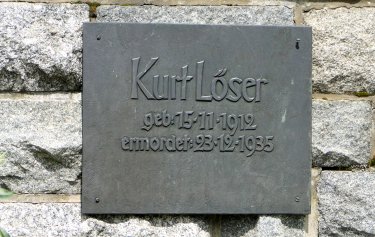 Kurt Löser
geb: 15·11·1912
ermordet: 23·12·1935